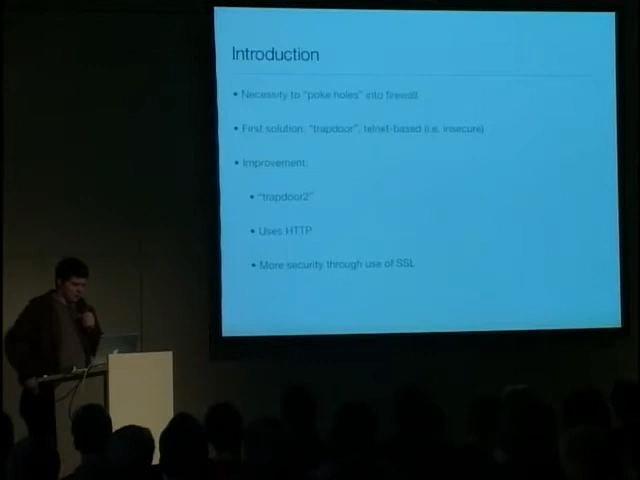 Introduction
• Necessity to "poke holes" into firewall
• First solution: "trapdoor", telnet-based (i.e. insecure)
• Improvement:
• "trapdoor2"
• Uses HTTP
• More security through use of SSL